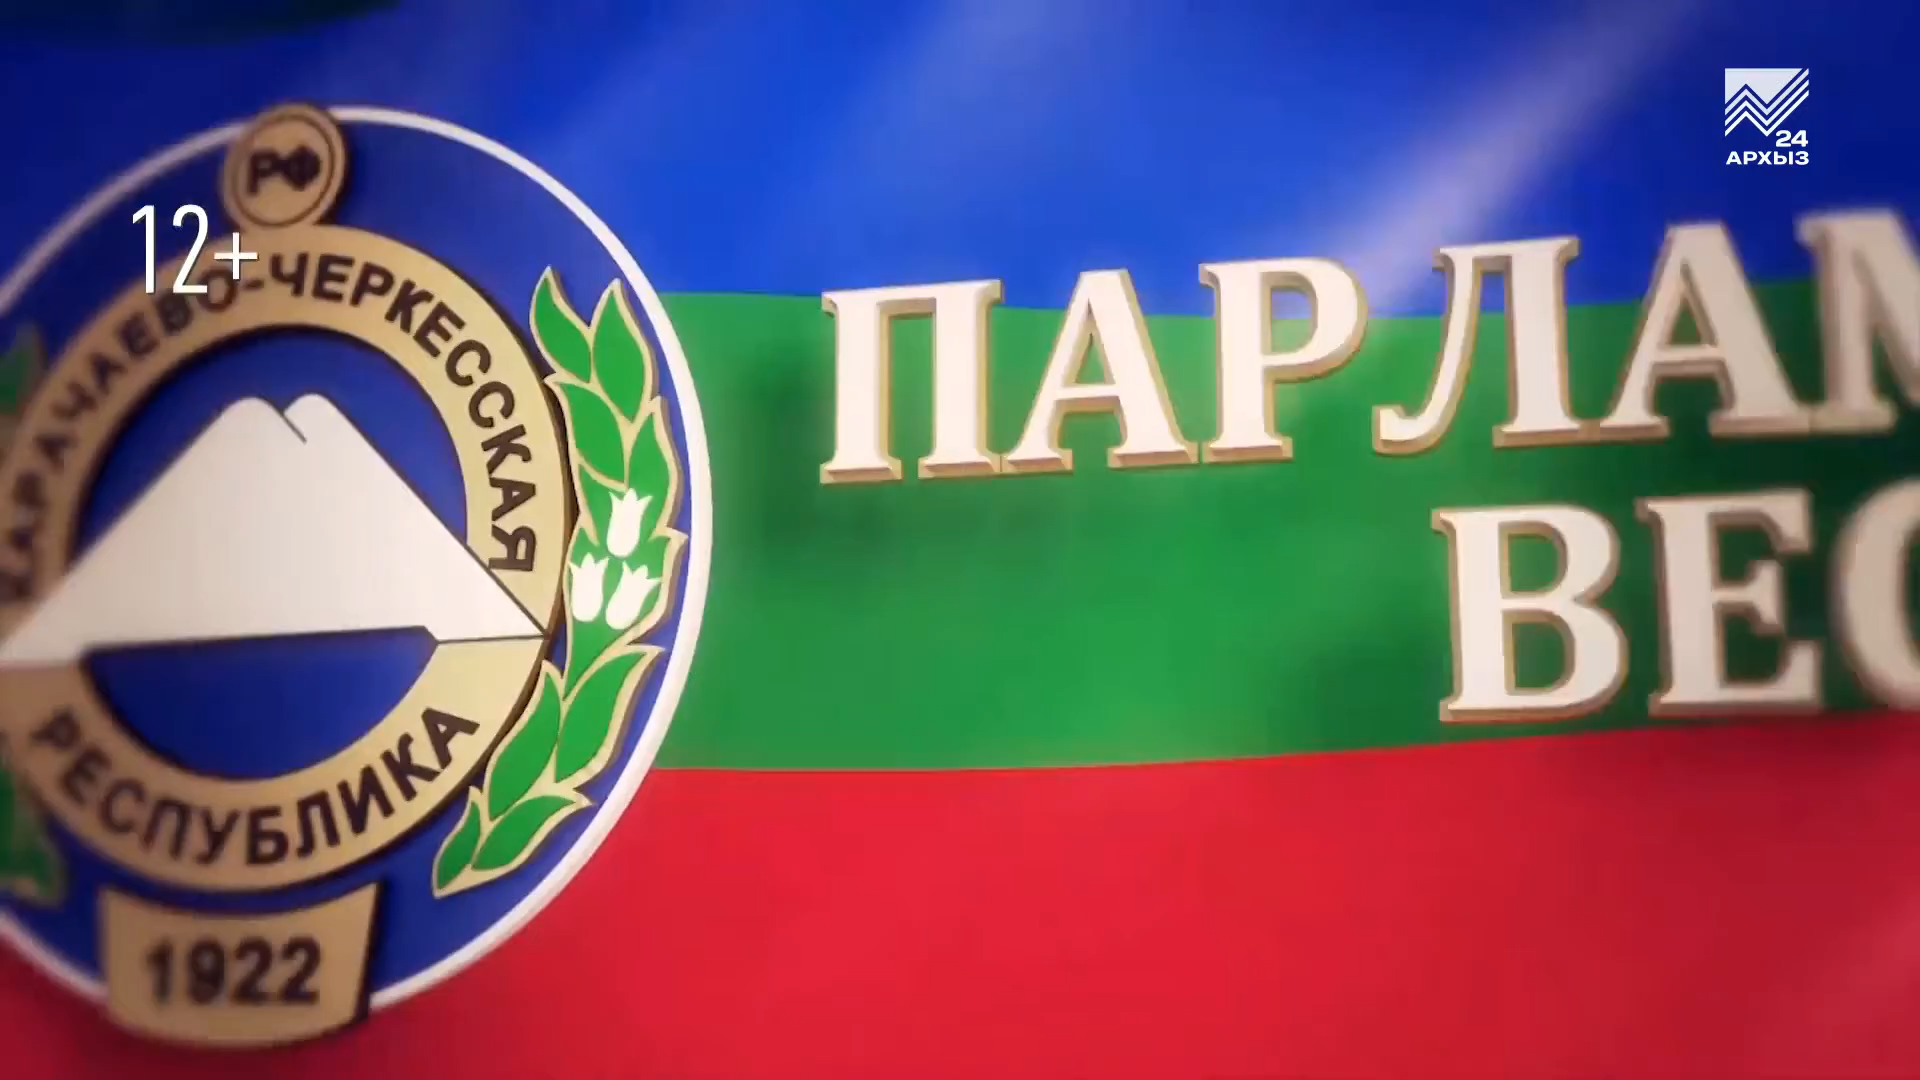 24
АРХЫЗ
12+
РФ
КАРАЧАЕВО-ЧЕРКЕССКАЯ
РЕСПУБЛИКА
1922
ПАРЛАМ
ВЕС